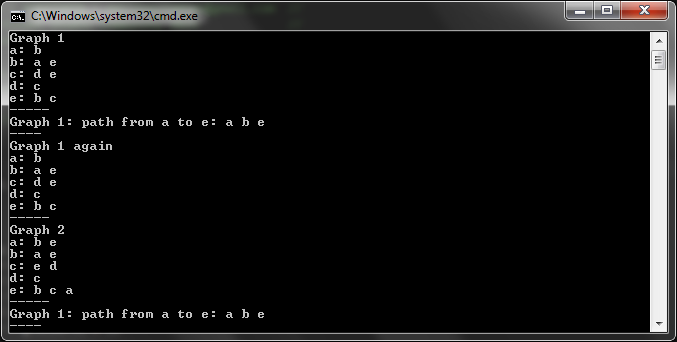 C:\Windows\system32\cmd.exe
Graph 1
a: b
b: a e
c: d e
d: c
e: b c
-----
Graph 1: path from a to e: a b e
----
Graph 1 again
a: b
b: a e
c: d e
d: c
e: b c
-----
Graph 2
a: b e
b: a e
c: e d
d: c
e: b c a
-----
Graph 1: path from a to e: a b e
----